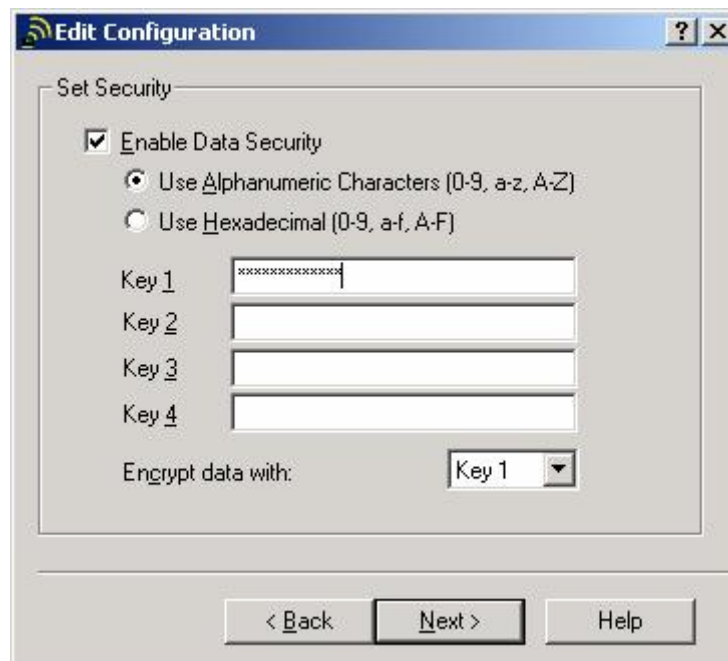 Edit Configuration
Set Security
Enable Data Security
Use Alphanumeric Characters (0-9, a-z, A-Z)
Use Hexadecimal (0-9, a-f, A-F)
Key 1 *************
Key 2
Key 3
Key 4
Encrypt data with: Key 1
< Back Next > Help